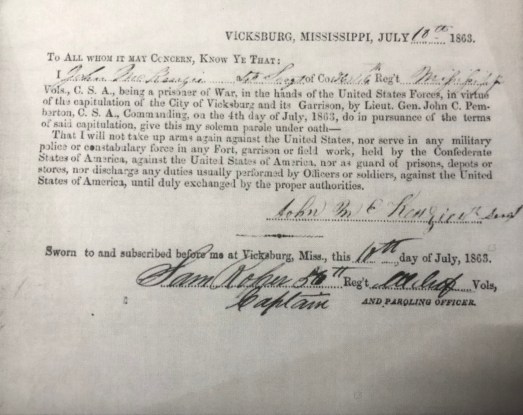 VICKSBURG, MISSISSIPPI, JULY 10th 1863.
TO ALL WHOM IT MAY CONCERN, KNOW YE THAT:
I John of Co. Reg't
Vols., C. S. A., being a prisoner of War, in the hands of the United States Forces, in virtue
of the capitulation of the City of Vicksburg and its Garrison, by Lieut. Gen. John C. Pem-
berton, C. S. A., Commanding, on the 4th day of July, 1863, do in pursuance of the terms
of said capitulation, give this my solemn parole under oath—
That I will not take up arms again against the United States, nor serve in any military
police or constabulary force in any Fort, garrison or field work, held by the Confederate
States of America, against the United States of America, nor as guard of prisons, depots or
stores, nor discharge any duties usually performed by Officers or soldiers, against the United
States of America, until duly exchanged by the proper authorities.
John
Sworn to and subscribed before me at Vicksburg, Miss., this 10th day of July, 1863.
Sam Reg't Vols,
Captain AND PAROLING OFFICER.